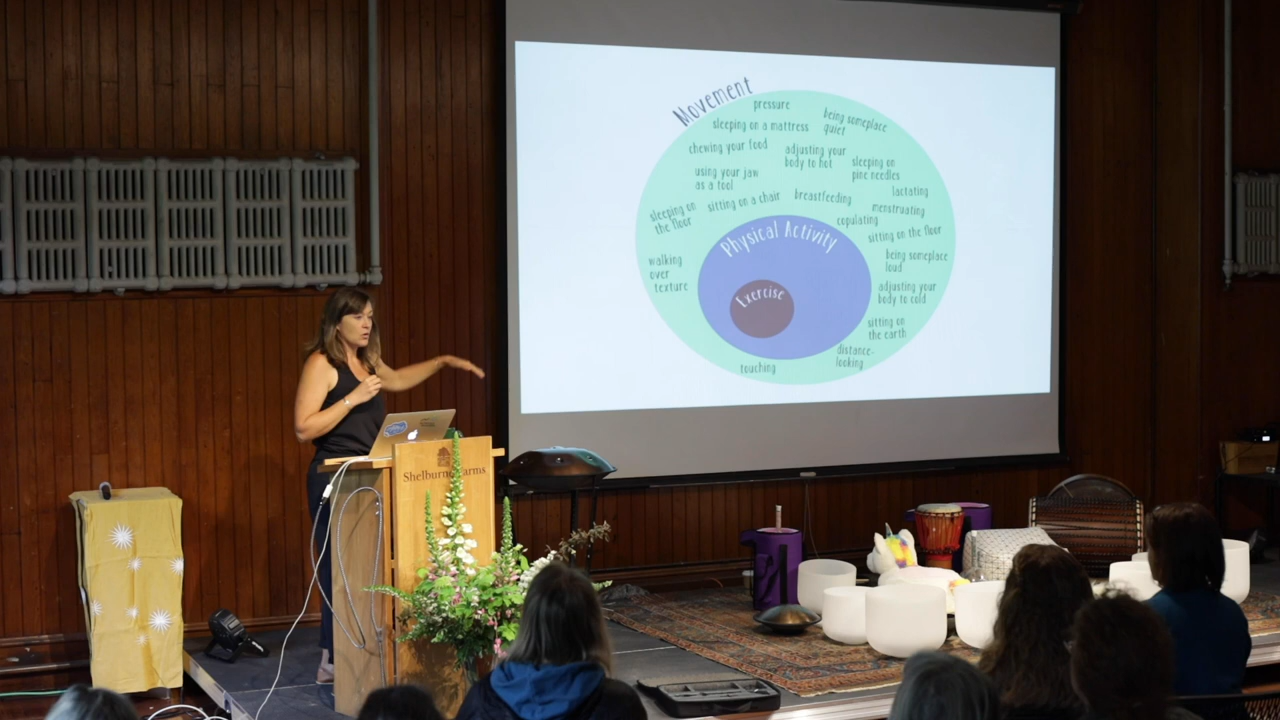 Movement
pressure
being someplace
quiet
sleeping on a mattress
chewing your food
adjusting your
body to hot
sleeping on
pine needles
using your jaw
as a tool
lactating
breastfeeding
sitting on a chair
menstruating
sleeping on
the floor
copulating
sitting on the floor
Physical Activity
being someplace
loud
walking
over
texture
Exercise
adjusting your
body to cold
sitting on
the earth
distance-
looking
touching
Shelburne Farms